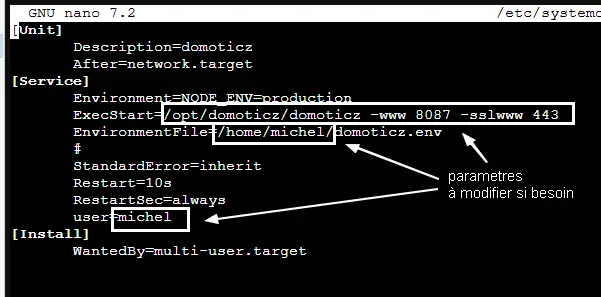 GNU nano 7.2 /etc/systemd
[Unit]
Description=domoticz
After=network.target
[Service]
Environment=NODE_ENV=production
ExecStart=/opt/domoticz/domoticz -www 8087 -sslwww 443
EnvironmentFile=/home/michel/domoticz.env
#
StandardError=inherit
Restart=10s
RestartSec=always
user=michel
[Install]
WantedBy=multi-user.target
parametres
à modifier si besoin